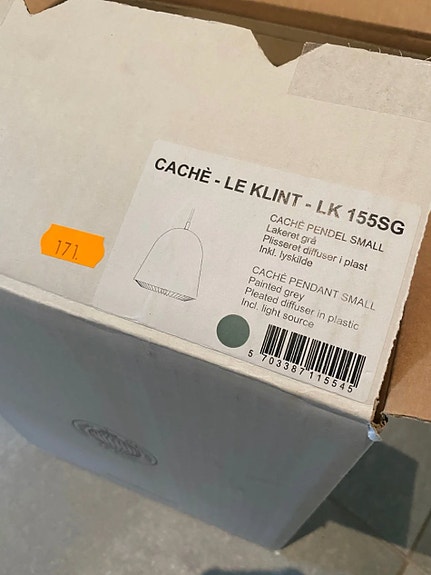 CACHÈ - LE KLINT - LK 155SG
CACHÈ PENDEL SMALL
Lakeret grå
Plisseret diffuser i plast
Inkl. lyskilde
171.
CACHÈ PENDANT SMALL
Painted grey
Pleated diffuser in plastic
Incl. light source
5 703387 115545